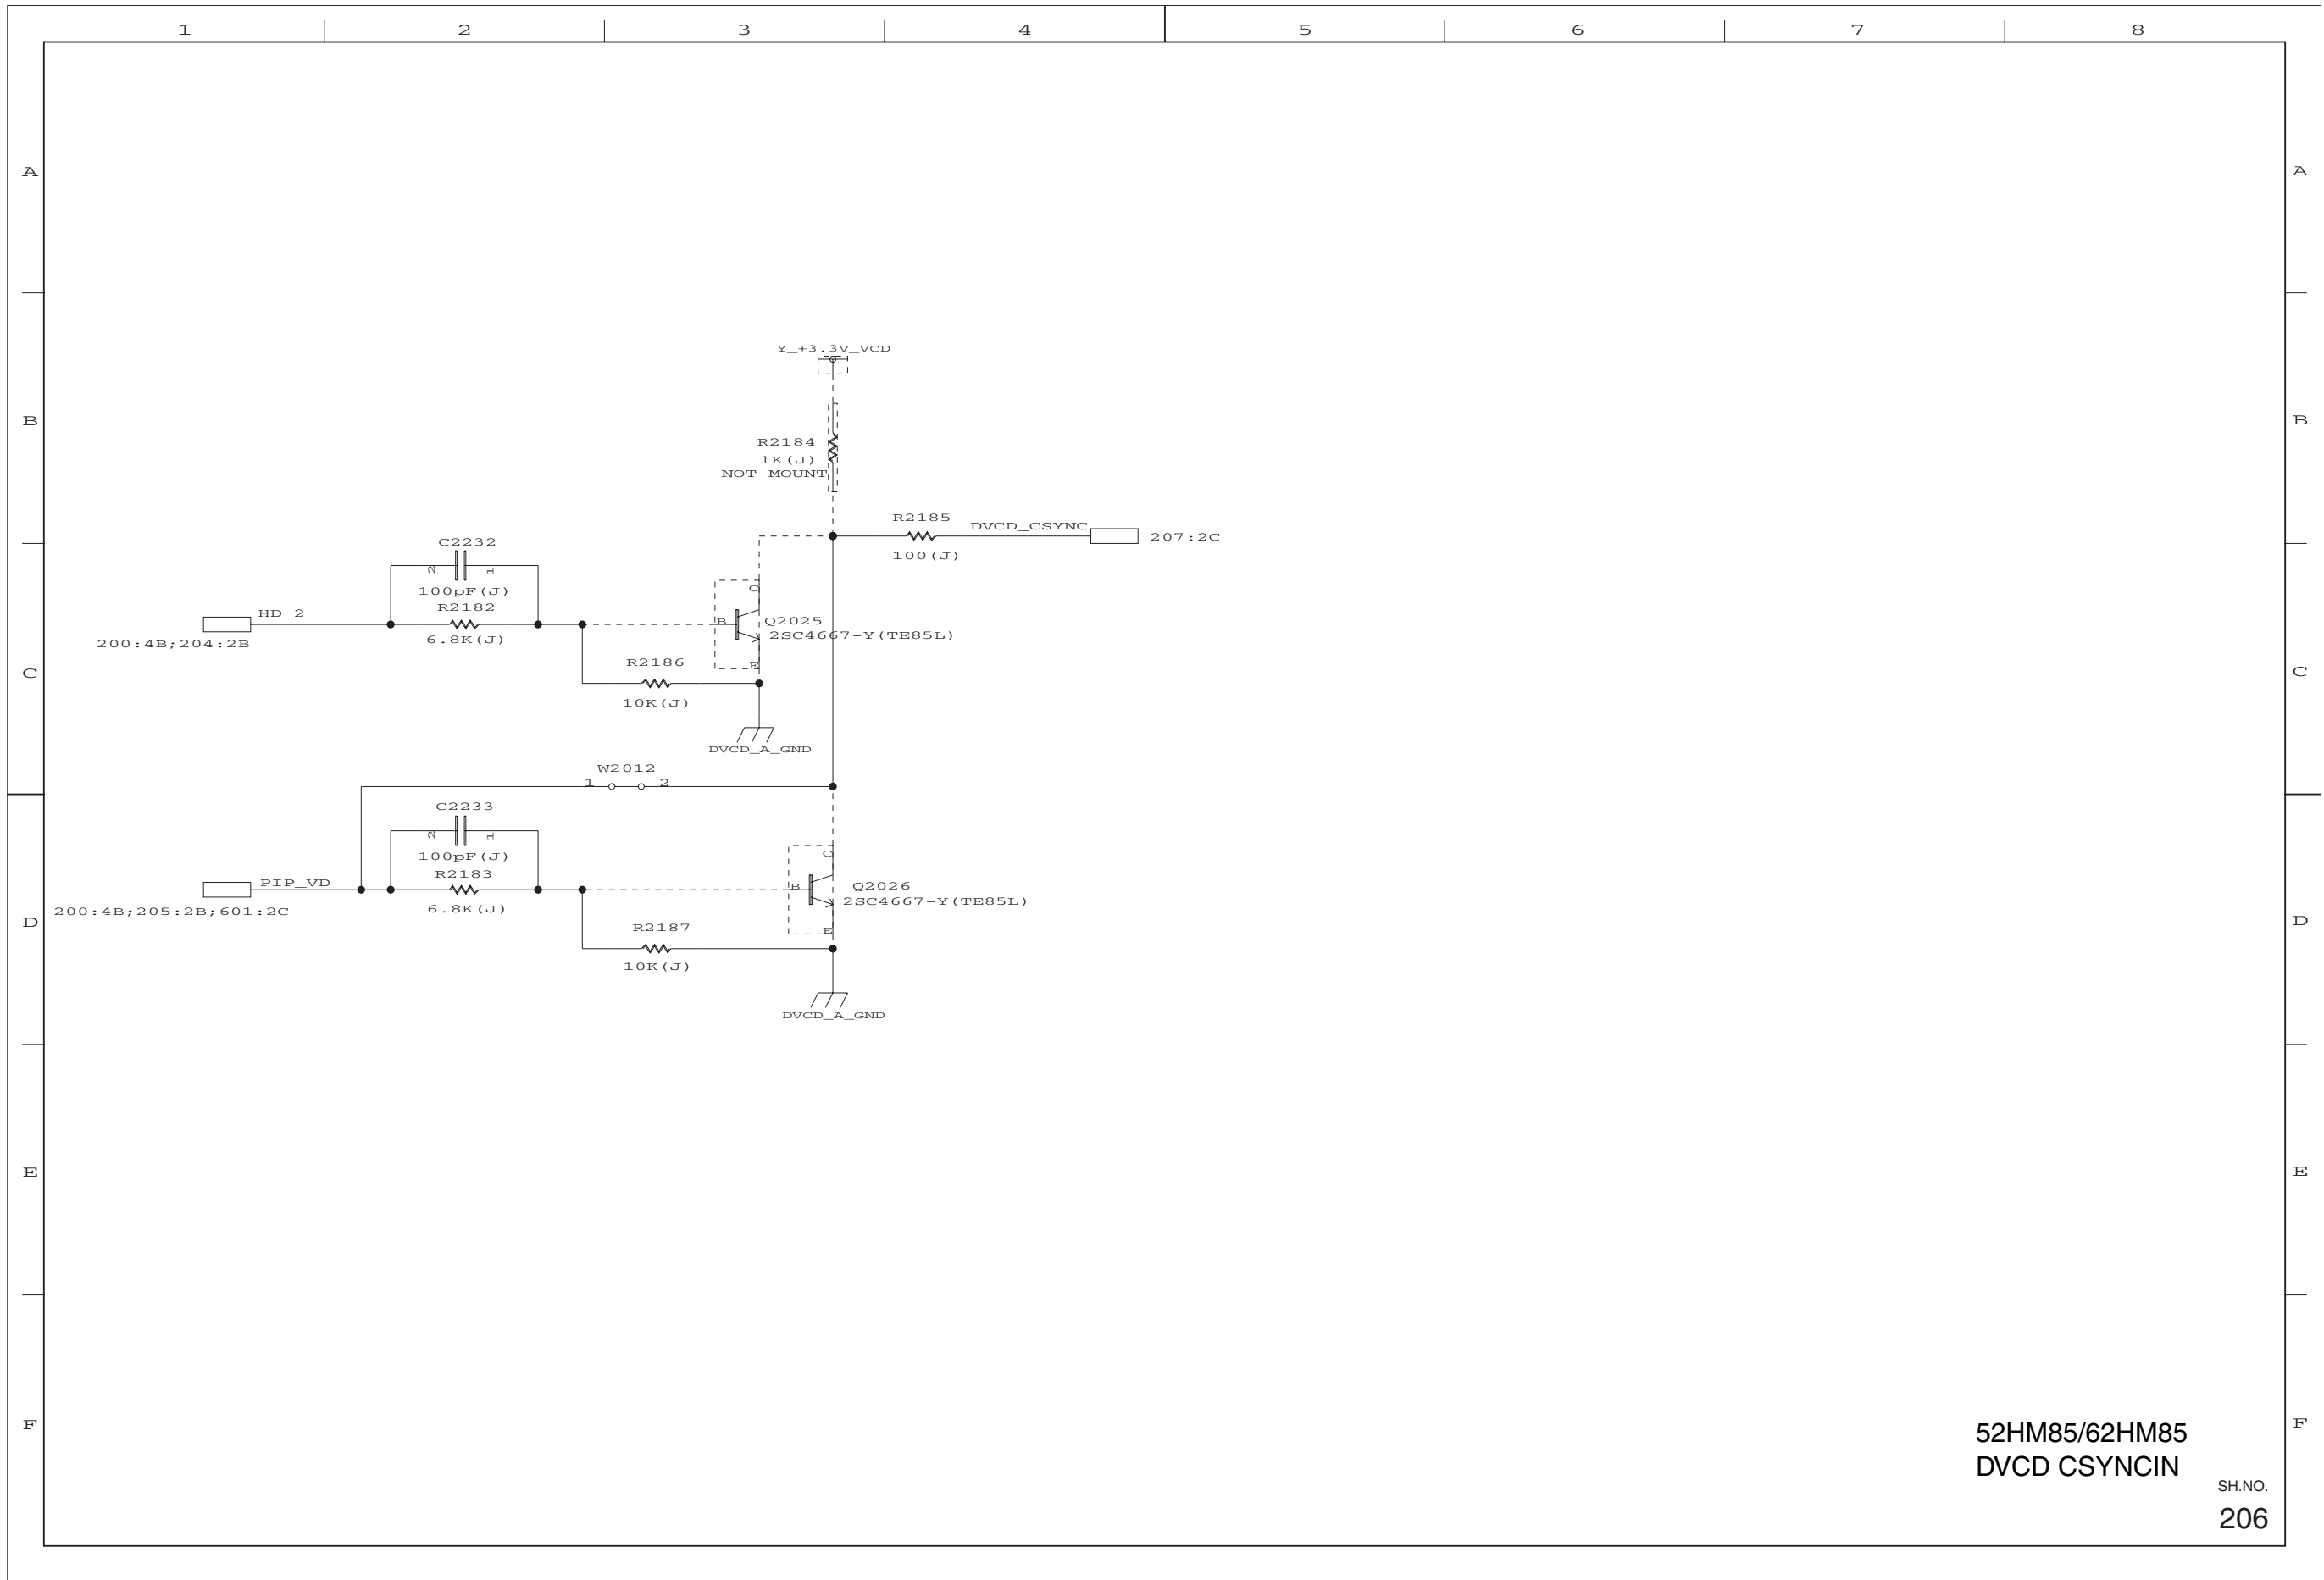 1 2 3 4 5 6 7 8
A A
Y_+3.3V_VCD
B B
R2184
1K(J)
NOT MOUNT
R2185
DVCD_CSYNC
207:2C
100(J)
C2232
2 1
100pF(J)
R2182
6.8K(J)
HD_2
200:4B;204:2B
C
B
E
Q2025
2SC4667-Y(TE85L)
R2186
10K(J)
C C
DVCD_A_GND
W2012
1 2
C2233
2 1
100pF(J)
R2183
6.8K(J)
PIP_VD
200:4B;205:2B;601:2C
C
B
E
Q2026
2SC4667-Y(TE85L)
D D
R2187
10K(J)
DVCD_A_GND
E E
F F
52HM85/62HM85
DVCD CSYNCIN
SH.NO.
206